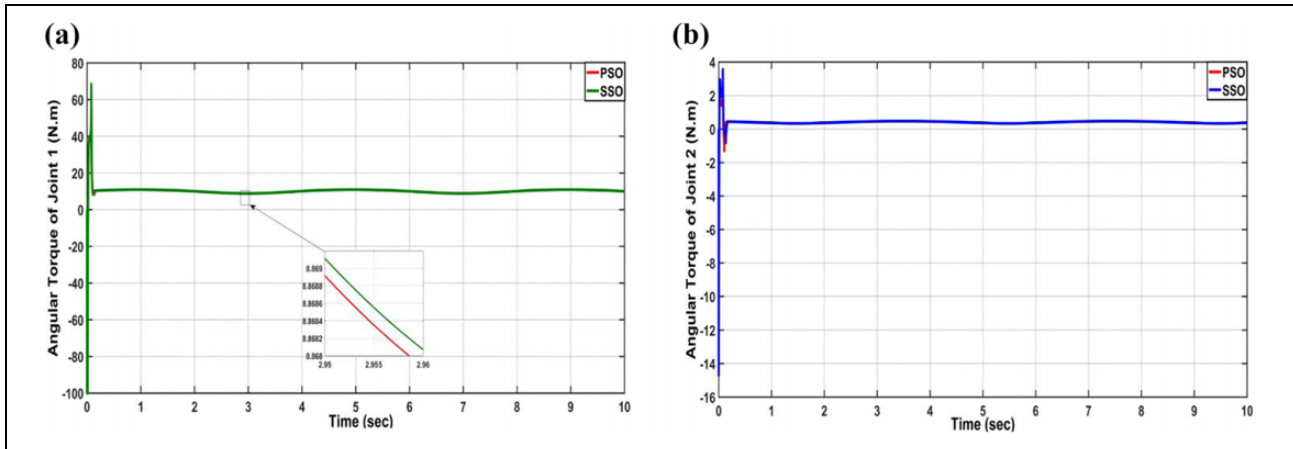 (a)
Angular Torque of Joint 1 (N.m)
80
60
40
20
0
-20
-40
-60
-80
-100
0 1 2 3 4 5 6 7 8 9 10
Time (sec)
PSO
SSO
8.869
8.8688
8.8686
8.8684
8.8682
8.868
2.95 2.955 2.96
(b)
Angular Torque of Joint 2 (N.m)
4
2
0
-2
-4
-6
-8
-10
-12
-14
-16
0 1 2 3 4 5 6 7 8 9 10
Time (sec)
PSO
SSO